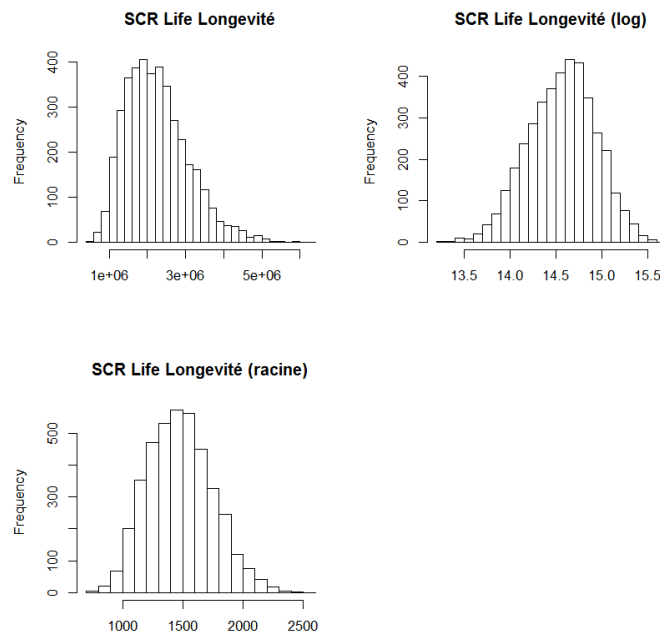 SCR Life Longevité
Frequency
0 100 200 300 400
1e+06 3e+06 5e+06
SCR Life Longevité (log)
Frequency
0 100 200 300 400
13.5 14.0 14.5 15.0 15.5
SCR Life Longevité (racine)
Frequency
0 100 300 500
1000 1500 2000 2500